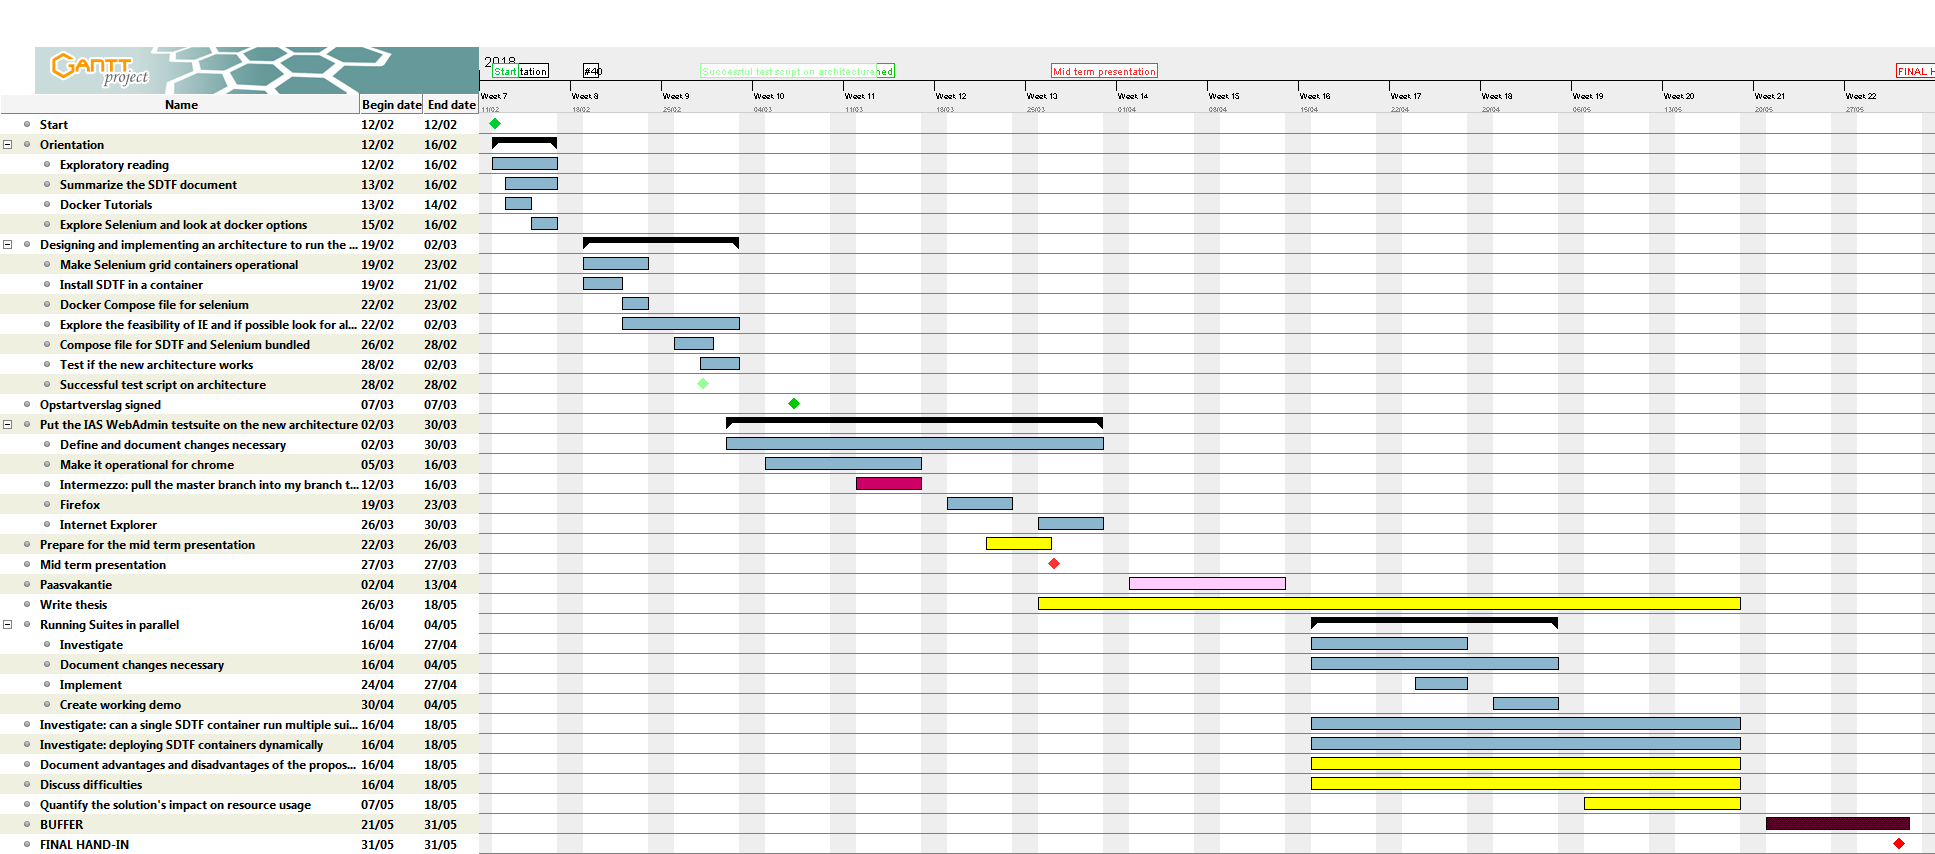 GANTT
project
2018
Start tation #40 Successful test script on architecture ned Mid term presentation FINAL H
Name Begin date End date Week 7 Week 8 Week 9 Week 10 Week 11 Week 12 Week 13 Week 14 Week 15 Week 16 Week 17 Week 18 Week 19 Week 20 Week 21 Week 22
11/02 18/02 25/02 04/03 11/03 18/03 25/03 01/04 08/04 15/04 22/04 29/04 06/05 13/05 20/05 27/05
Start 12/02 12/02
Orientation 12/02 16/02
Exploratory reading 12/02 16/02
Summarize the SDTF document 13/02 16/02
Docker Tutorials 13/02 14/02
Explore Selenium and look at docker options 15/02 16/02
Designing and implementing an architecture to run the ... 19/02 02/03
Make Selenium grid containers operational 19/02 23/02
Install SDTF in a container 19/02 21/02
Docker Compose file for selenium 22/02 23/02
Explore the feasibility of IE and if possible look for al... 22/02 02/03
Compose file for SDTF and Selenium bundled 26/02 28/02
Test if the new architecture works 28/02 02/03
Successful test script on architecture 28/02 28/02
Opstartverslag signed 07/03 07/03
Put the IAS WebAdmin testsuite on the new architecture 02/03 30/03
Define and document changes necessary 02/03 30/03
Make it operational for chrome 05/03 16/03
Intermezzo: pull the master branch into my branch t... 12/03 16/03
Firefox 19/03 23/03
Internet Explorer 26/03 30/03
Prepare for the mid term presentation 22/03 26/03
Mid term presentation 27/03 27/03
Paasvakantie 02/04 13/04
Write thesis 26/03 18/05
Running Suites in parallel 16/04 04/05
Investigate 16/04 27/04
Document changes necessary 16/04 04/05
Implement 24/04 27/04
Create working demo 30/04 04/05
Investigate: can a single SDTF container run multiple sui... 16/04 18/05
Investigate: deploying SDTF containers dynamically 16/04 18/05
Document advantages and disadvantages of the propos... 16/04 18/05
Discuss difficulties 16/04 18/05
Quantify the solution's impact on resource usage 07/05 18/05
BUFFER 21/05 31/05
FINAL HAND-IN 31/05 31/05